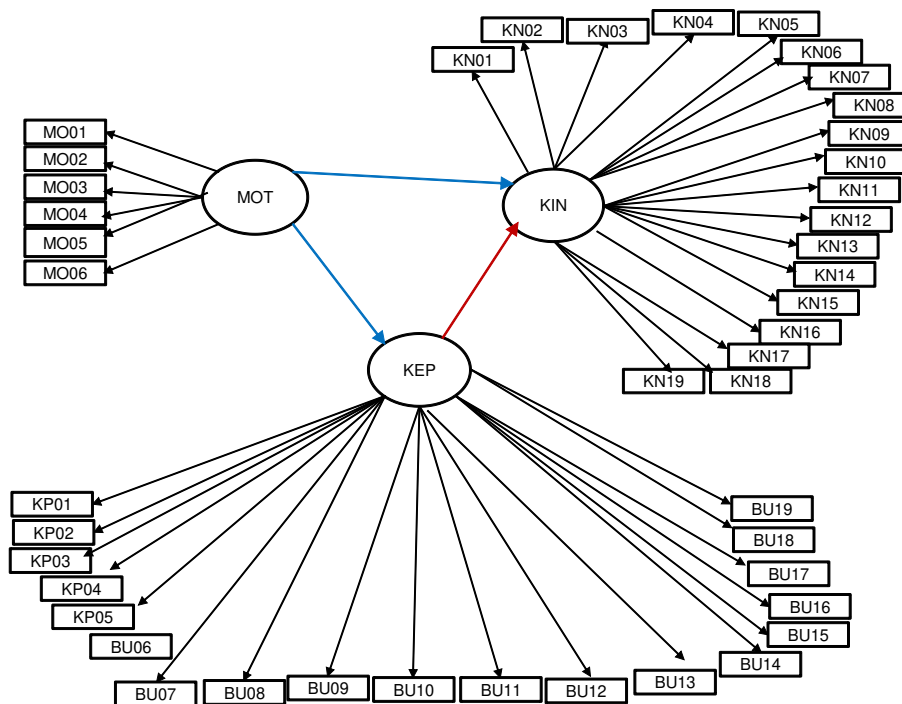 KN01
KN02
KN03
KN04
KN05
KN06
KN07
KN08
KN09
KN10
KN11
KN12
KN13
KN14
KN15
KN16
KN17
KN18
KN19
MO01
MO02
MO03
MO04
MO05
MO06
MOT
KIN
KEP
KP01
KP02
KP03
KP04
KP05
BU06
BU07
BU08
BU09
BU10
BU11
BU12
BU13
BU14
BU15
BU16
BU17
BU18
BU19